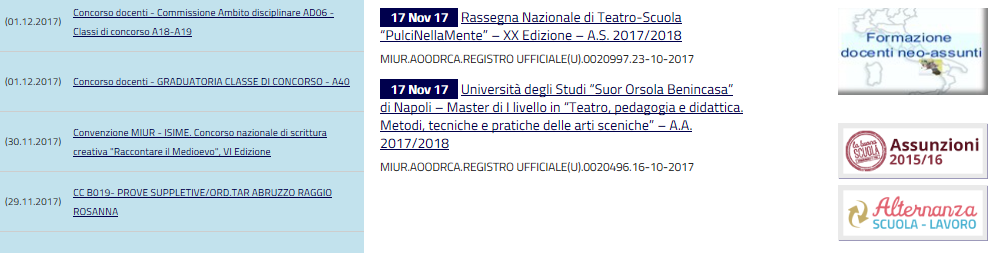 (01.12.2017)
Concorso docenti - Commissione Ambito disciplinare AD06 -
Classi di concorso A18-A19
(01.12.2017)
Concorso docenti - GRADUATORIA CLASSE DI CONCORSO - A40
(30.11.2017)
Convenzione MIUR - ISIME. Concorso nazionale di scrittura
creativa "Raccontare il Medioevo", VI Edizione
(29.11.2017)
CC B019- PROVE SUPPLETIVE/ORD.TAR ABRUZZO RAGGIO
ROSANNA
17 Nov 17 Rassegna Nazionale di Teatro-Scuola
“PulciNellaMente” – XX Edizione – A.S. 2017/2018
MIUR.AOODRCA.REGISTRO UFFICIALE(U).0020997.23-10-2017
17 Nov 17 Università degli Studi “Suor Orsola Benincasa”
di Napoli – Master di I livello in “Teatro, pedagogia e didattica.
Metodi, tecniche e pratiche delle arti sceniche” – A.A.
2017/2018
MIUR.AOODRCA.REGISTRO UFFICIALE(U).0020496.16-10-2017
Formazione
docenti neo-assunti
la buona
SCUOLA
Assunzioni
2015/16
Alternanza
SCUOLA - LAVORO